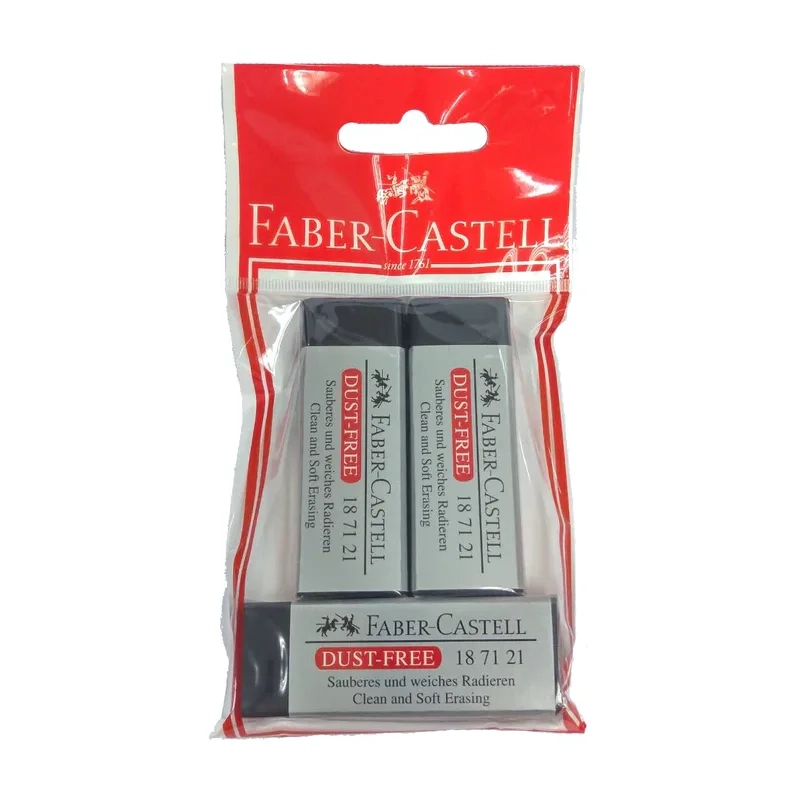 FABER-CASTELL
since 1761
FABER-CASTELL
DUST-FREE 18 71 21
Sauberes und weiches Radieren
Clean and Soft Erasing
FABER-CASTELL
DUST-FREE 18 71 21
Sauberes und weiches Radieren
Clean and Soft Erasing
FABER-CASTELL
DUST-FREE 18 71 21
Sauberes und weiches Radieren
Clean and Soft Erasing